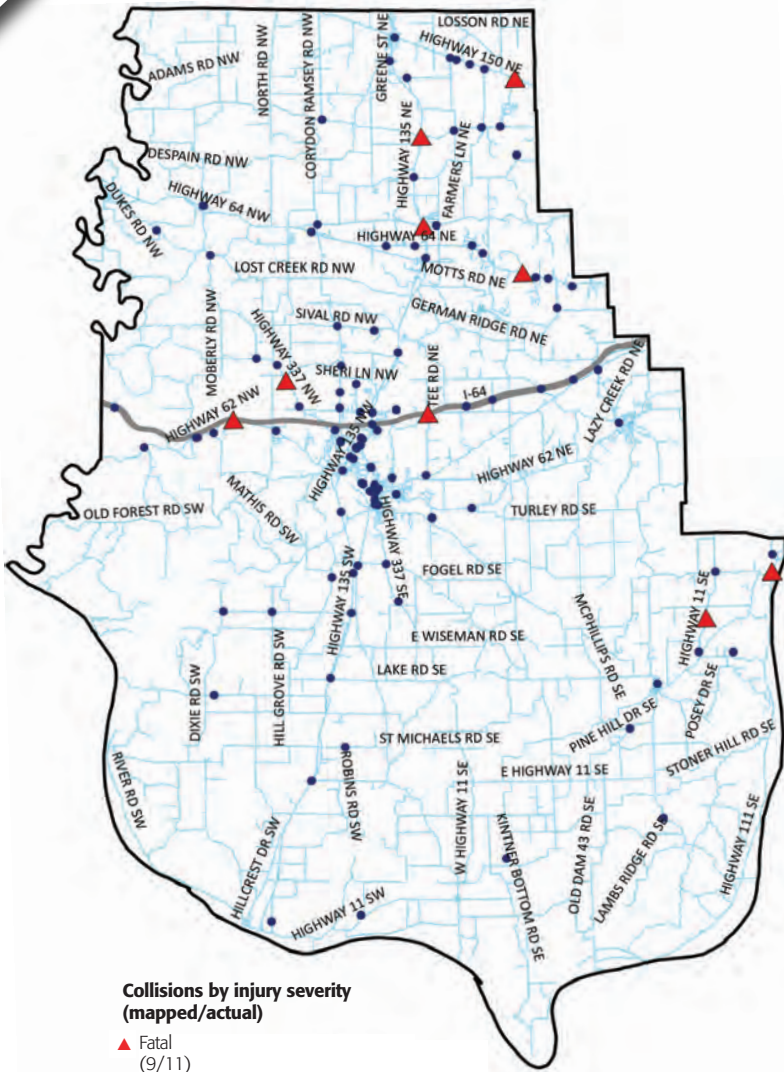 LOSSON RD NE
HIGHWAY 150 NE
ADAMS RD NW
NORTH RD NW
CORYDON RAMSEY RD NW
GREENE ST NE
HIGHWAY 135 NE
FARMERS LN NE
DESPAIN RD NW
DUKES RD NW
HIGHWAY 64 NW
HIGHWAY 64 NE
LOST CREEK RD NW
MOTTS RD NE
GERMAN RIDGE RD NE
MOBERLY RD NW
HIGHWAY 337 NW
SIVAL RD NW
SHERI LN NW
TEE RD NE
I-64
LAZY CREEK RD NE
HIGHWAY 62 NW
HIGHWAY 135 NW
HIGHWAY 62 NE
MATHIS RD SW
OLD FOREST RD SW
TURLEY RD SE
HIGHWAY 337 SE
HIGHWAY 135 SW
FOGEL RD SE
MCPHILLIPS RD SE
HIGHWAY 11 SE
E WISEMAN RD SE
DIXIE RD SW
HILL GROVE RD SW
LAKE RD SE
POSEY DR SE
PINE HILL DR SE
ST MICHAELS RD SE
STONER HILL RD SE
RIVER RD SW
ROBINS RD SW
E HIGHWAY 11 SE
W HIGHWAY 11 SE
KINTNER BOTTOM RD SE
OLD DAM 43 RD SE
LAMBS RIDGE RD SE
HIGHWAY 111 SE
HILLCREST DR SW
HIGHWAY 11 SW
Collisions by injury severity
(mapped/actual)
Fatal
(9/11)